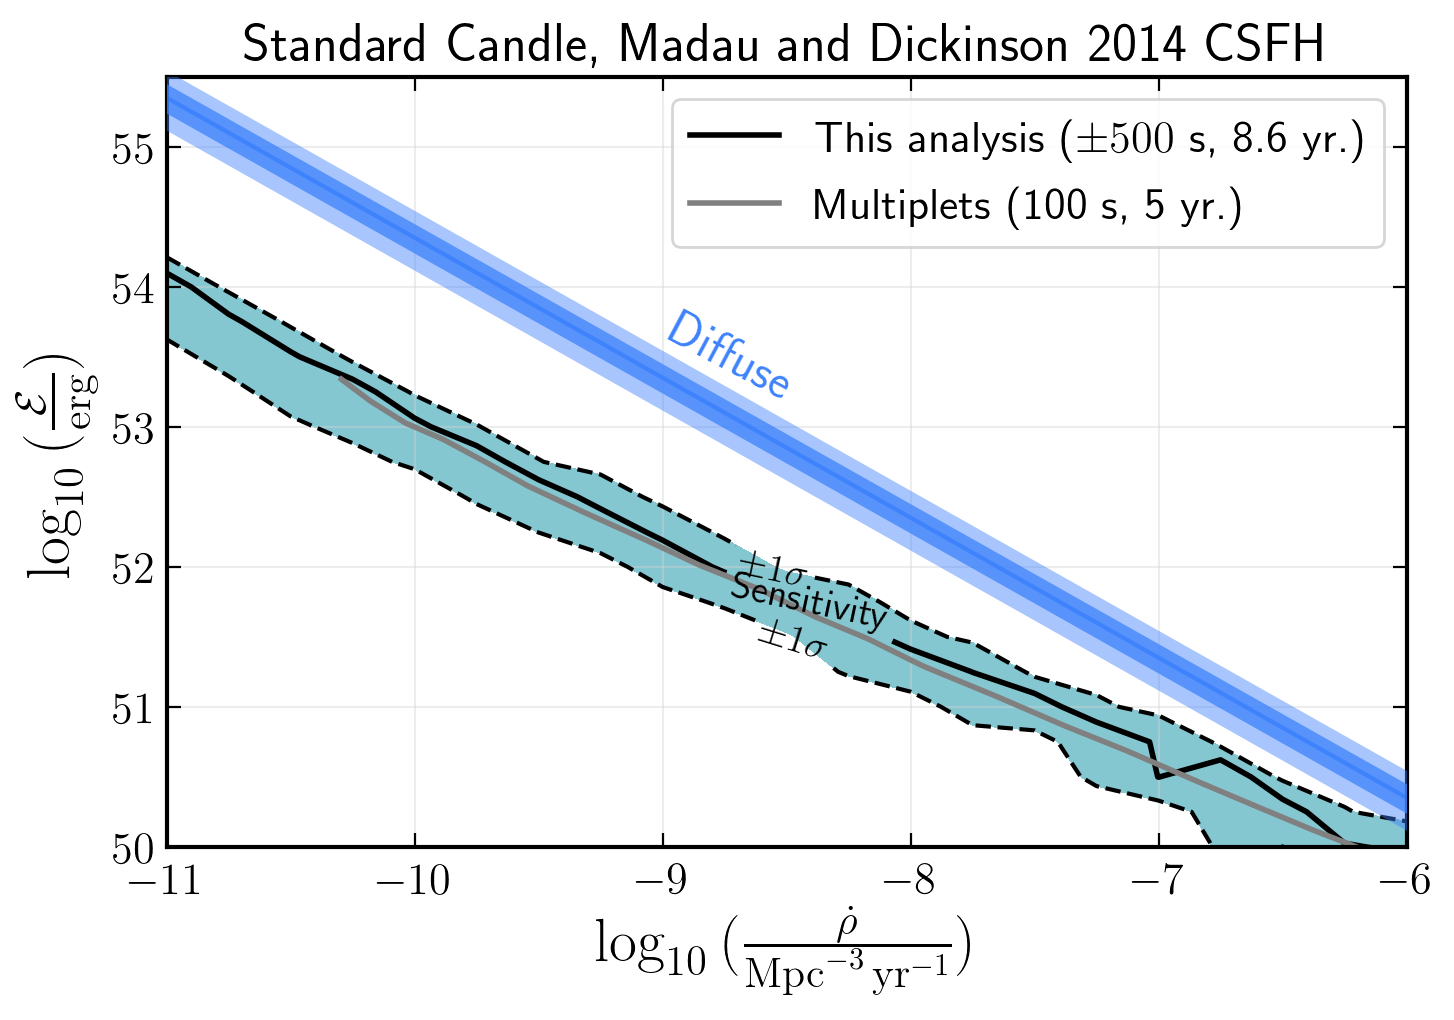 Standard Candle, Madau and Dickinson 2014 CSFH
This analysis (±500 s, 8.6 yr.)
Multiplets (100 s, 5 yr.)
Diffuse
±1σ
Sensitivity
±1σ
55
54
53
52
51
50
−11 −10 −9 −8 −7 −6
log₁₀ (ℰ/erg)
log₁₀ (ρ̇/Mpc⁻³ yr⁻¹)